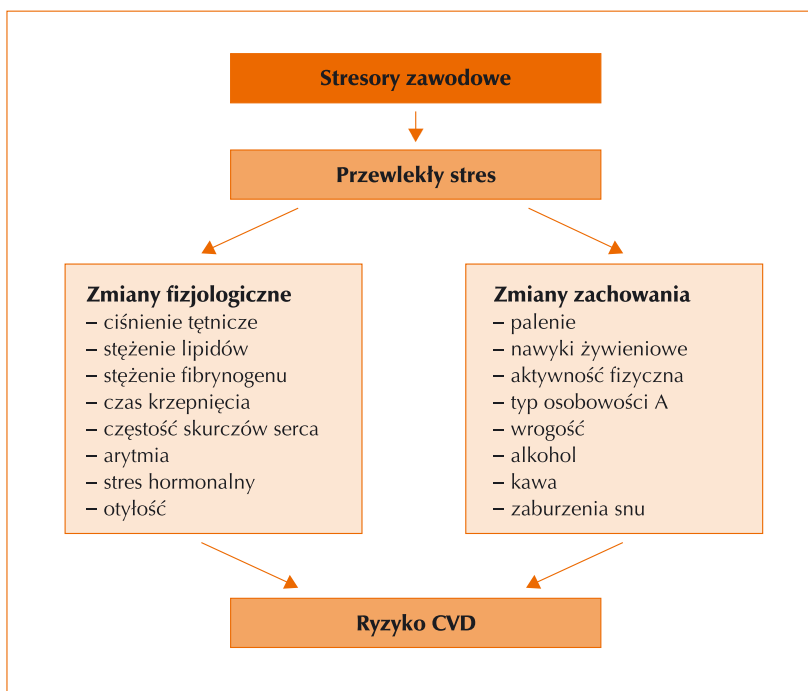 Stresory zawodowe
Przewlekły stres
Zmiany fizjologiczne
– ciśnienie tętnicze
– stężenie lipidów
– stężenie fibrynogenu
– czas krzepnięcia
– częstość skurczów serca
– arytmia
– stres hormonalny
– otyłość
Zmiany zachowania
– palenie
– nawyki żywieniowe
– aktywność fizyczna
– typ osobowości A
– wrogość
– alkohol
– kawa
– zaburzenia snu
Ryzyko CVD